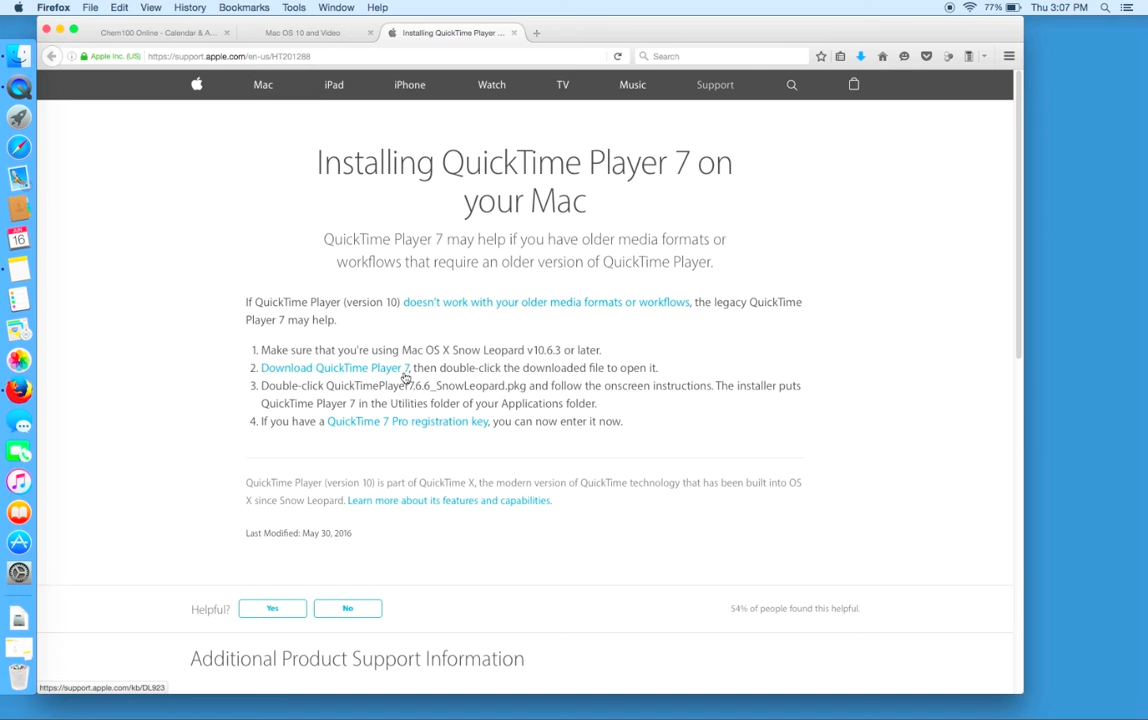 Firefox File Edit View History Bookmarks Tools Window Help 77% Thu 3:07 PM
Chem100 Online - Calendar & A... Mac OS 10 and Video Installing QuickTime Player ...
Apple Inc. (US) https://support.apple.com/en-us/HT201288 Search
Mac iPad iPhone Watch TV Music Support
Installing QuickTime Player 7 on
your Mac
QuickTime Player 7 may help if you have older media formats or
workflows that require an older version of QuickTime Player.
If QuickTime Player (version 10) doesn't work with your older media formats or workflows, the legacy QuickTime
Player 7 may help.
1. Make sure that you're using Mac OS X Snow Leopard v10.6.3 or later.
2. Download QuickTime Player 7, then double-click the downloaded file to open it.
3. Double-click QuickTimePlayer7.6.6_SnowLeopard.pkg and follow the onscreen instructions. The installer puts
QuickTime Player 7 in the Utilities folder of your Applications folder.
4. If you have a QuickTime 7 Pro registration key, you can now enter it now.
QuickTime Player (version 10) is part of QuickTime X, the modern version of QuickTime technology that has been built into OS
X since Snow Leopard. Learn more about its features and capabilities.
Last Modified: May 30, 2016
Helpful? Yes No 54% of people found this helpful.
Additional Product Support Information
https://support.apple.com/kb/DL923
JUN
16